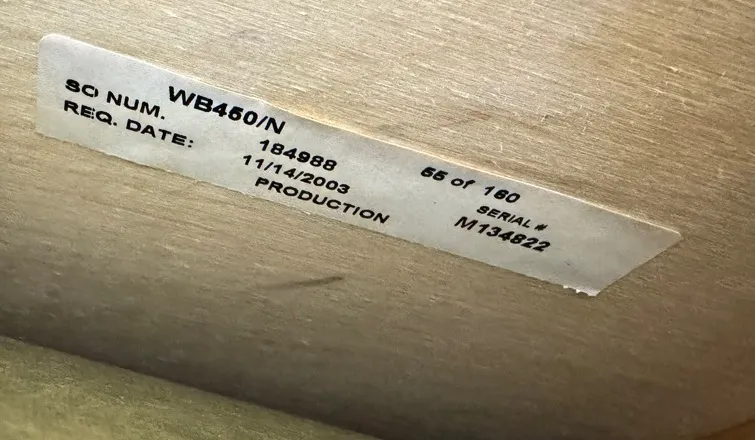 WB450/N
SO NUM. 184988 55 of 160
REQ. DATE: 11/14/2003 SERIAL #
PRODUCTION M134822